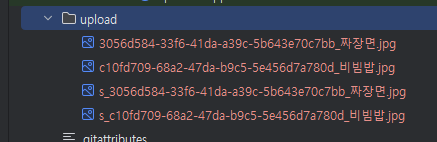 upload
3056d584-33f6-41da-a39c-5b643e70c7bb_짜장면.jpg
c10fd709-68a2-47da-b9c5-5e456d7a780d_비빔밥.jpg
s_3056d584-33f6-41da-a39c-5b643e70c7bb_짜장면.jpg
s_c10fd709-68a2-47da-b9c5-5e456d7a780d_비빔밥.jpg
.gitattributes